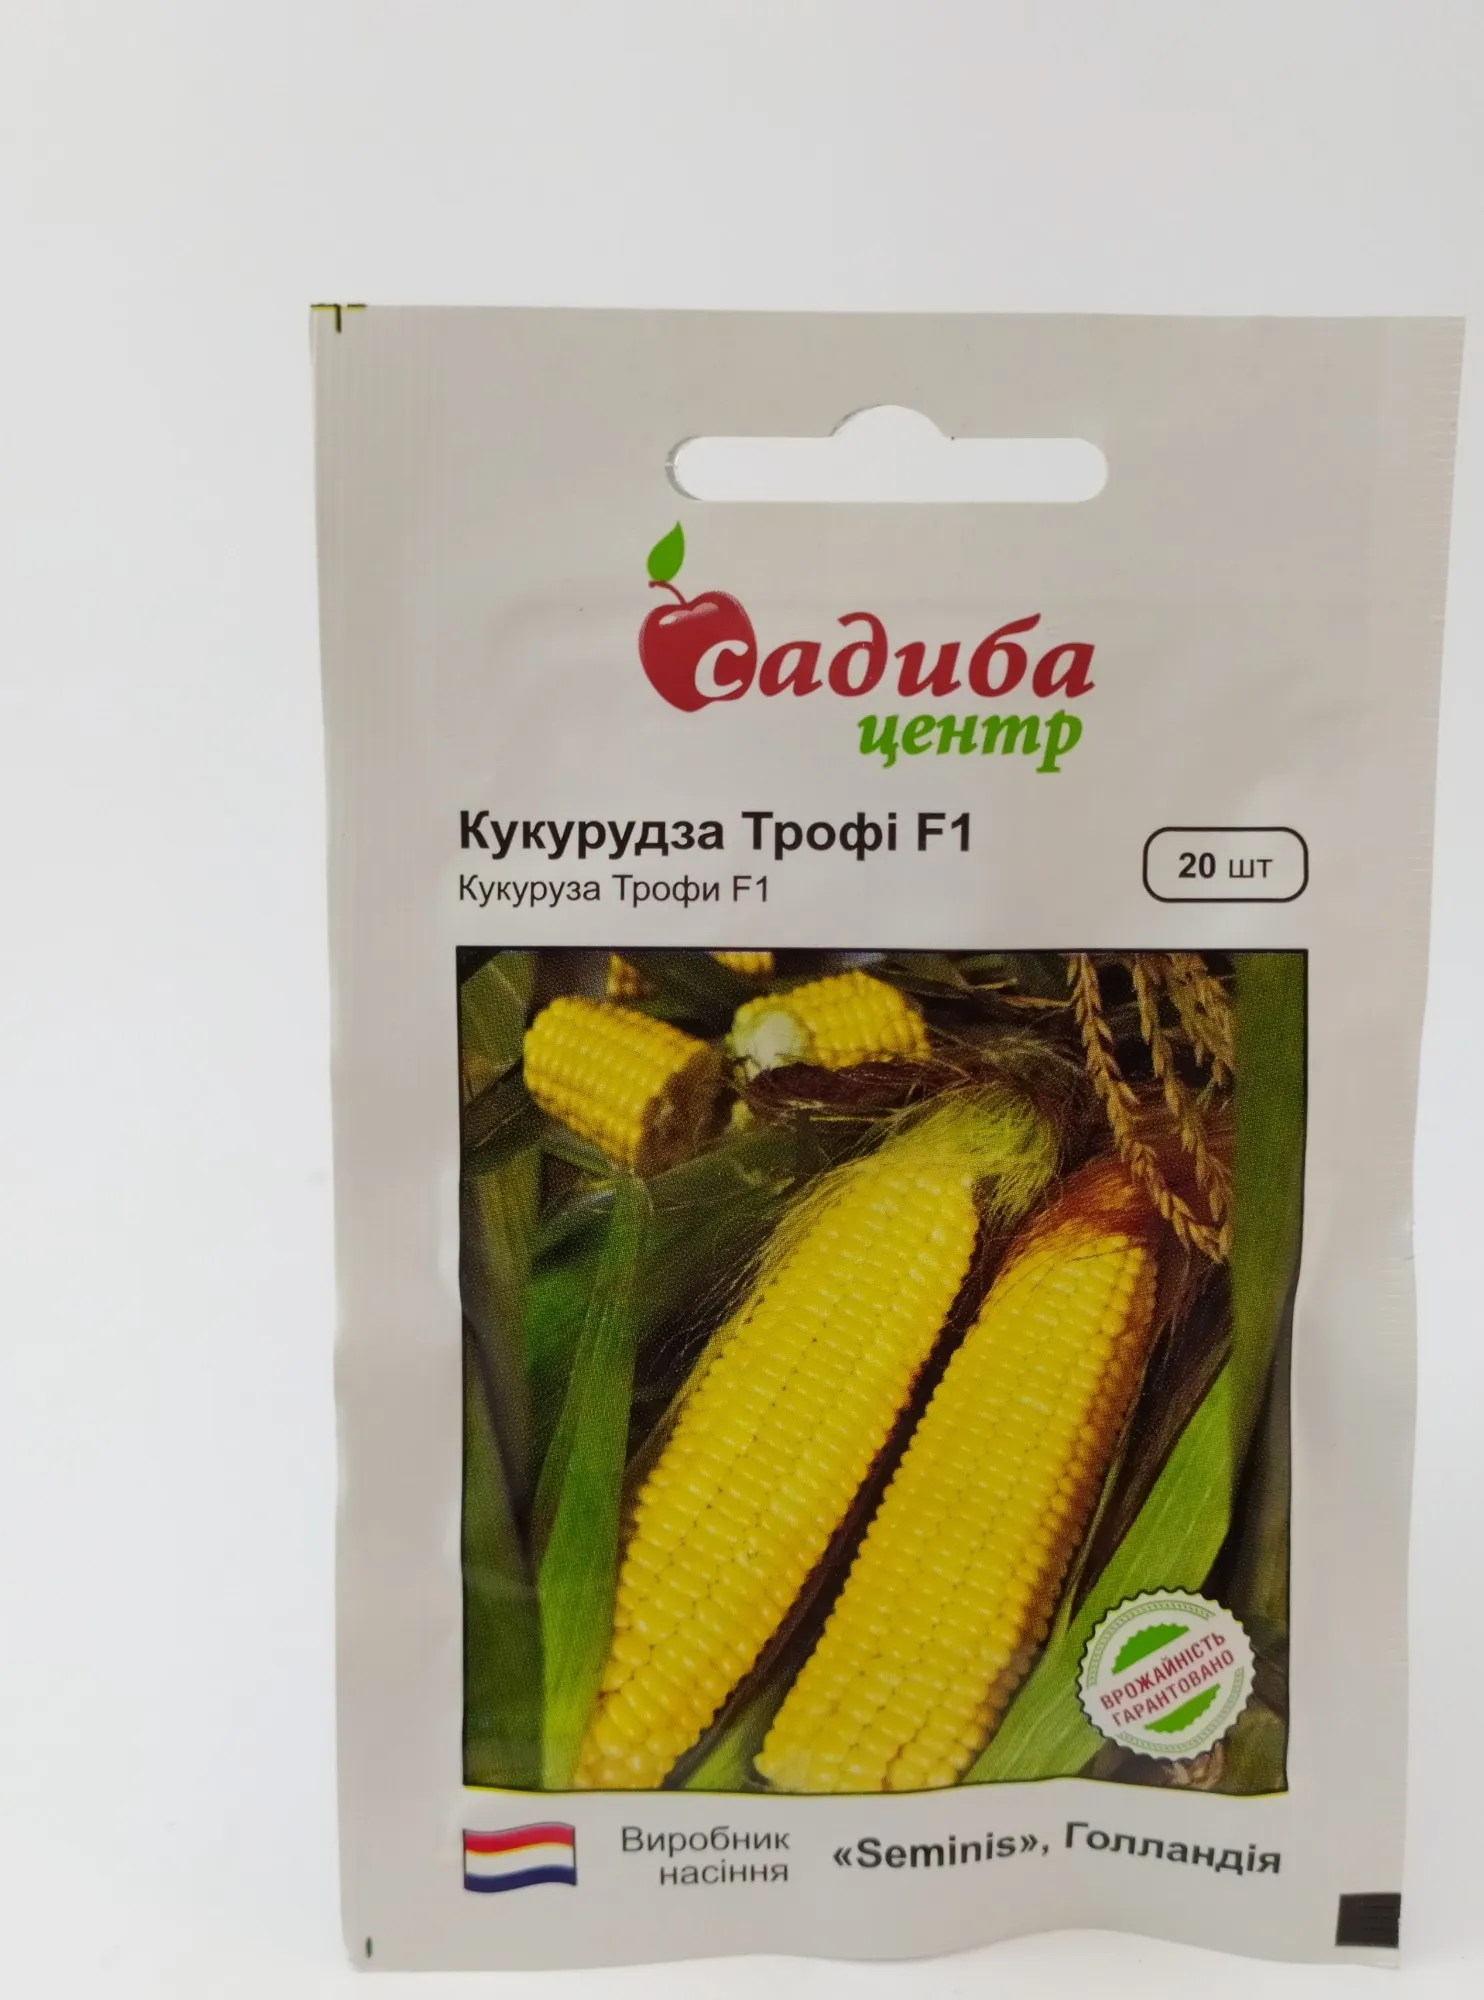 садиба
центр
Кукурудза Трофі F1
Кукуруза Трофи F1
20 шт
ВРОЖАЙНІСТЬ
ГАРАНТОВАНО
Виробник
насіння
«Seminis», Голландія